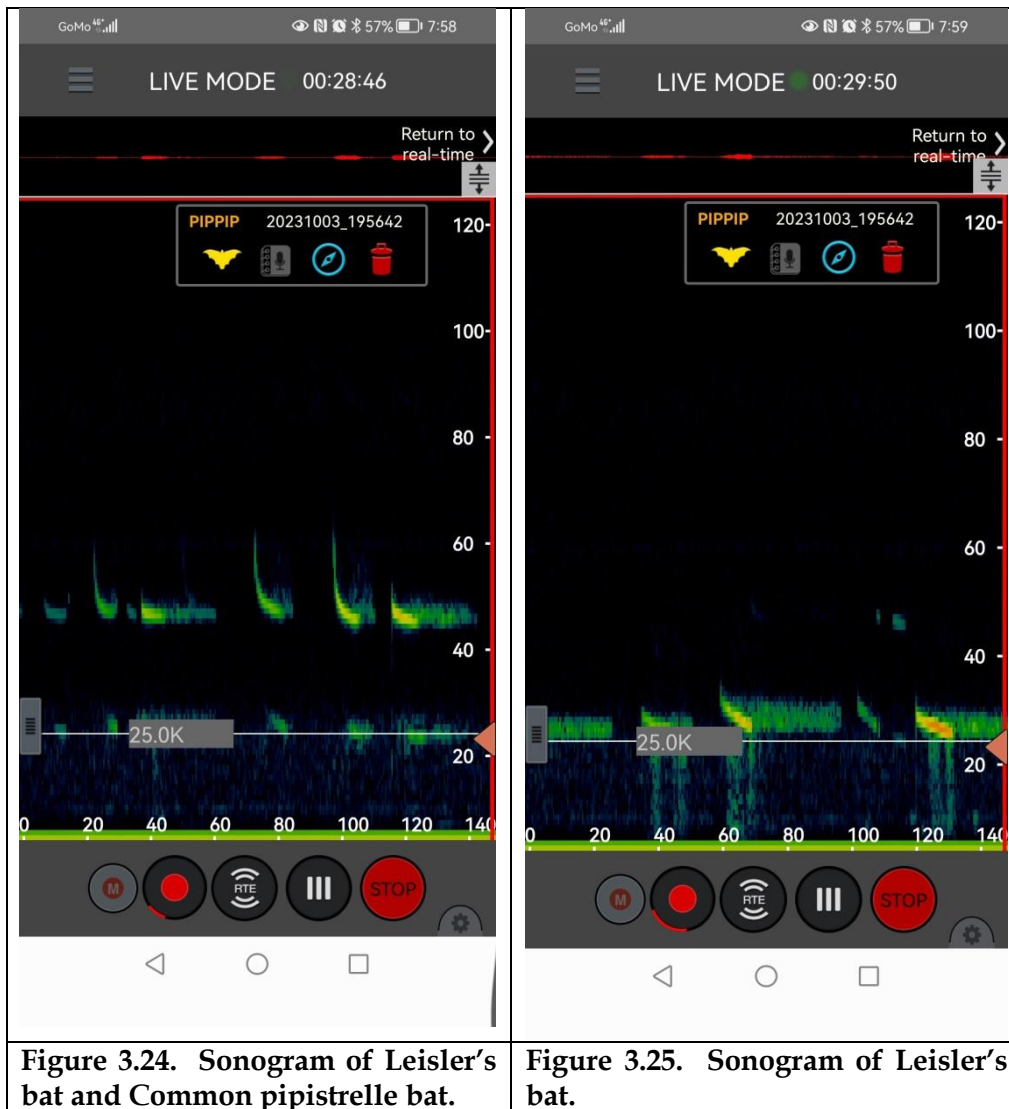 GoMo 4G+ 57% 7:58
LIVE MODE 00:28:46
Return to
real-time
PIPPIP 20231003_195642
120
100
80
60
40
25.0K
20
0 20 40 60 80 100 120 140
M
RTE
STOP
Figure 3.24. Sonogram of Leisler's
bat and Common pipistrelle bat.
GoMo 57% 7:59
LIVE MODE 00:29:50
Return to
real-time
PIPPIP 20231003_195642
120
100
80
60
40
25.0K
20
0 20 40 60 80 100 120 140
M
RTE
STOP
Figure 3.25. Sonogram of Leisler's
bat.